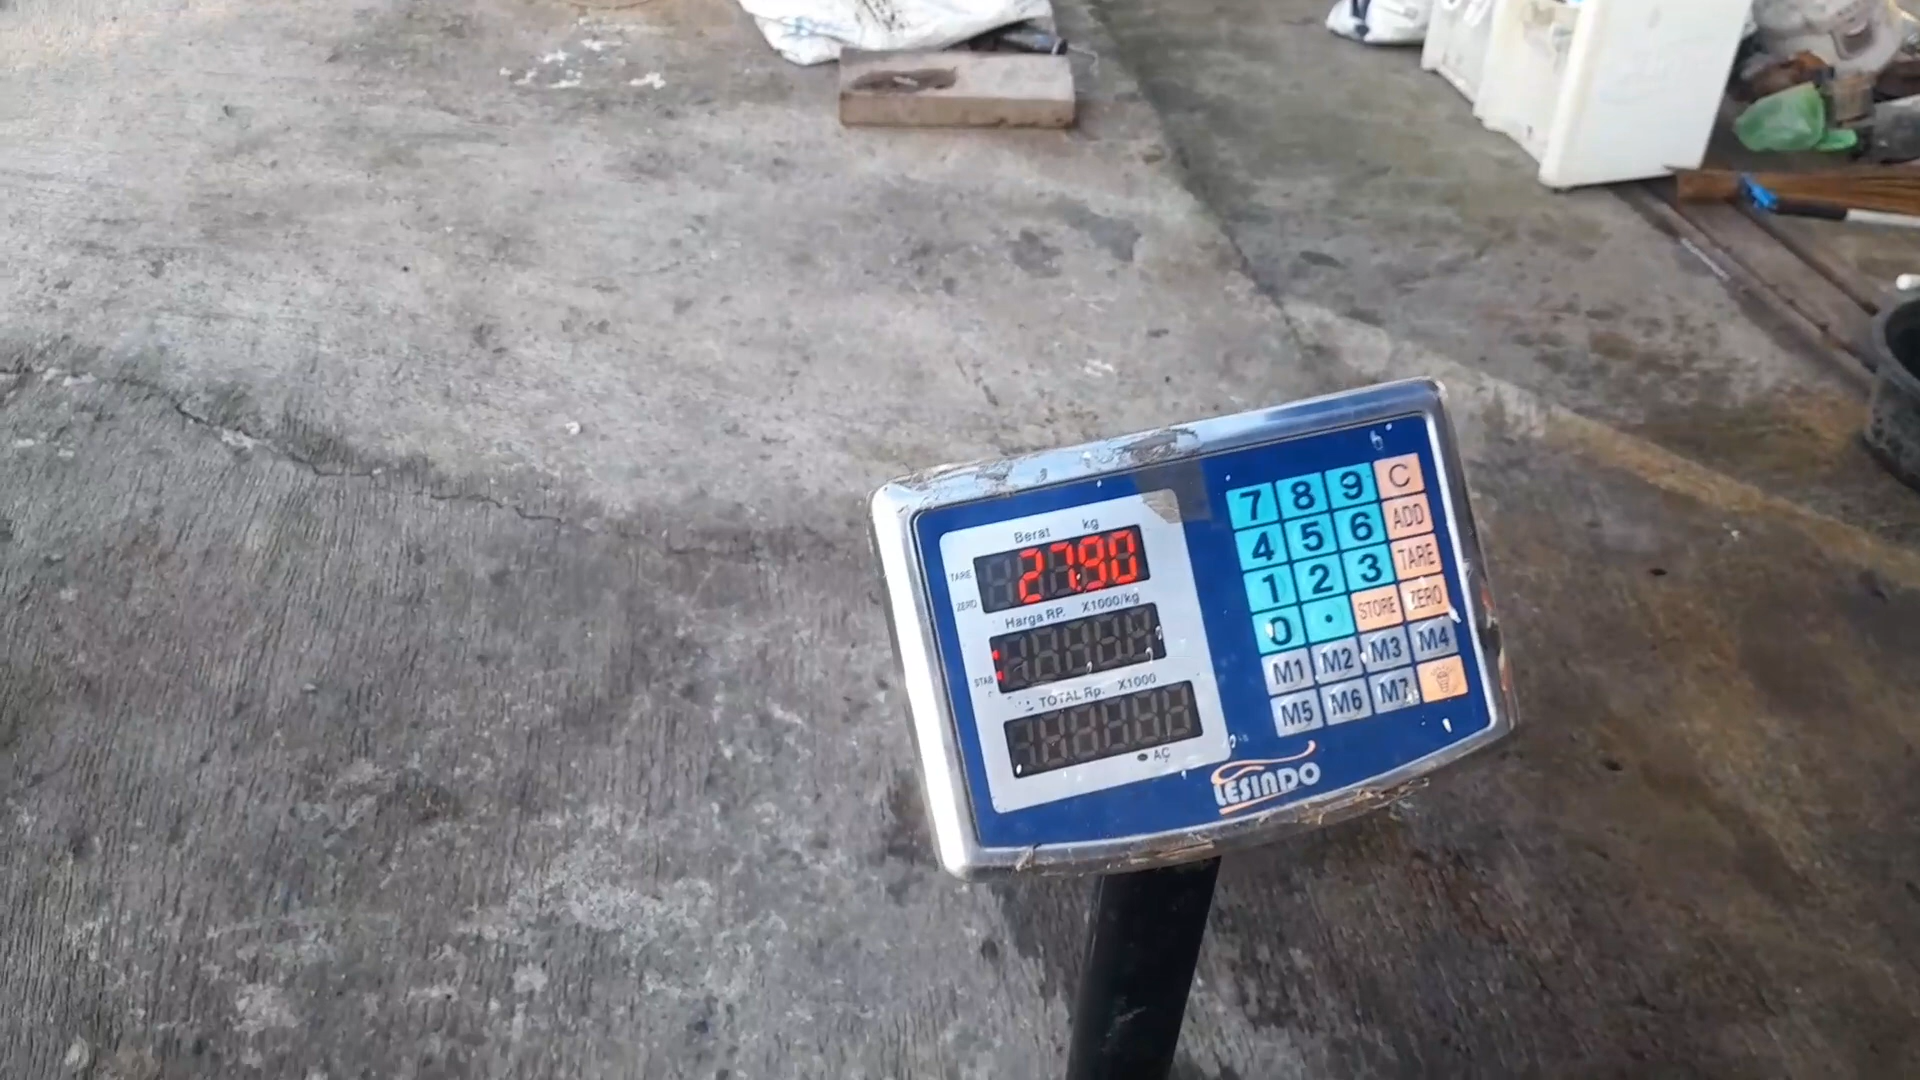 Berat kg
TARE
27.90
ZERO
Harga RP. X1000/kg
STAB
TOTAL Rp. X1000
AC
7 8 9 C
4 5 6 ADD
1 2 3 TARE
0 . STORE ZERO
M1 M2 M3 M4
M5 M6 M7
LESINDO